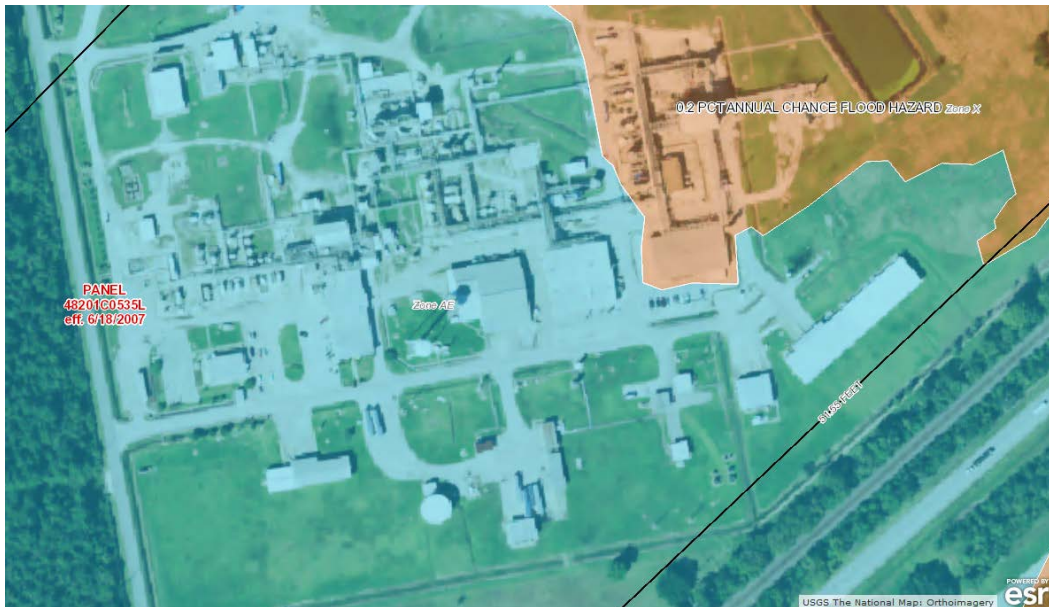 0.2 PCT ANNUAL CHANCE FLOOD HAZARD Zone X
PANEL
48201C0535L
eff. 6/18/2007
Zone AE
FEET
POWERED BY
esri
USGS The National Map: Orthoimagery